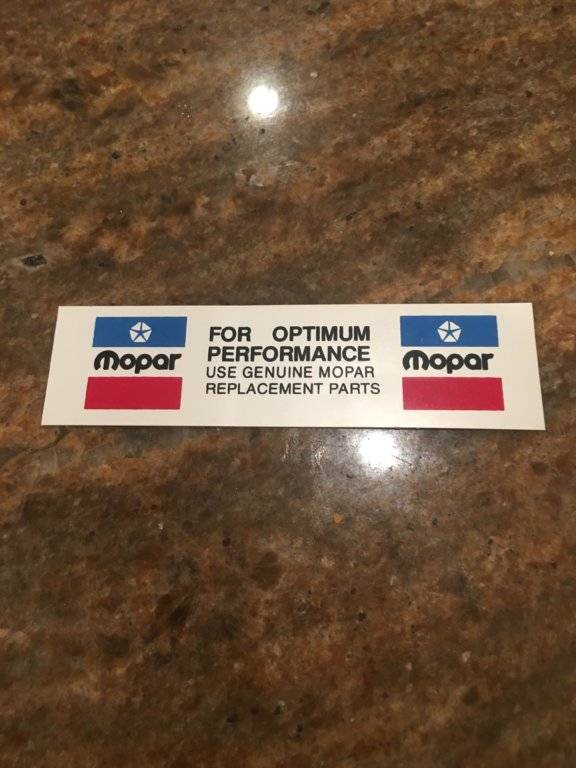 Mopar
FOR OPTIMUM
PERFORMANCE
USE GENUINE MOPAR
REPLACEMENT PARTS
Mopar